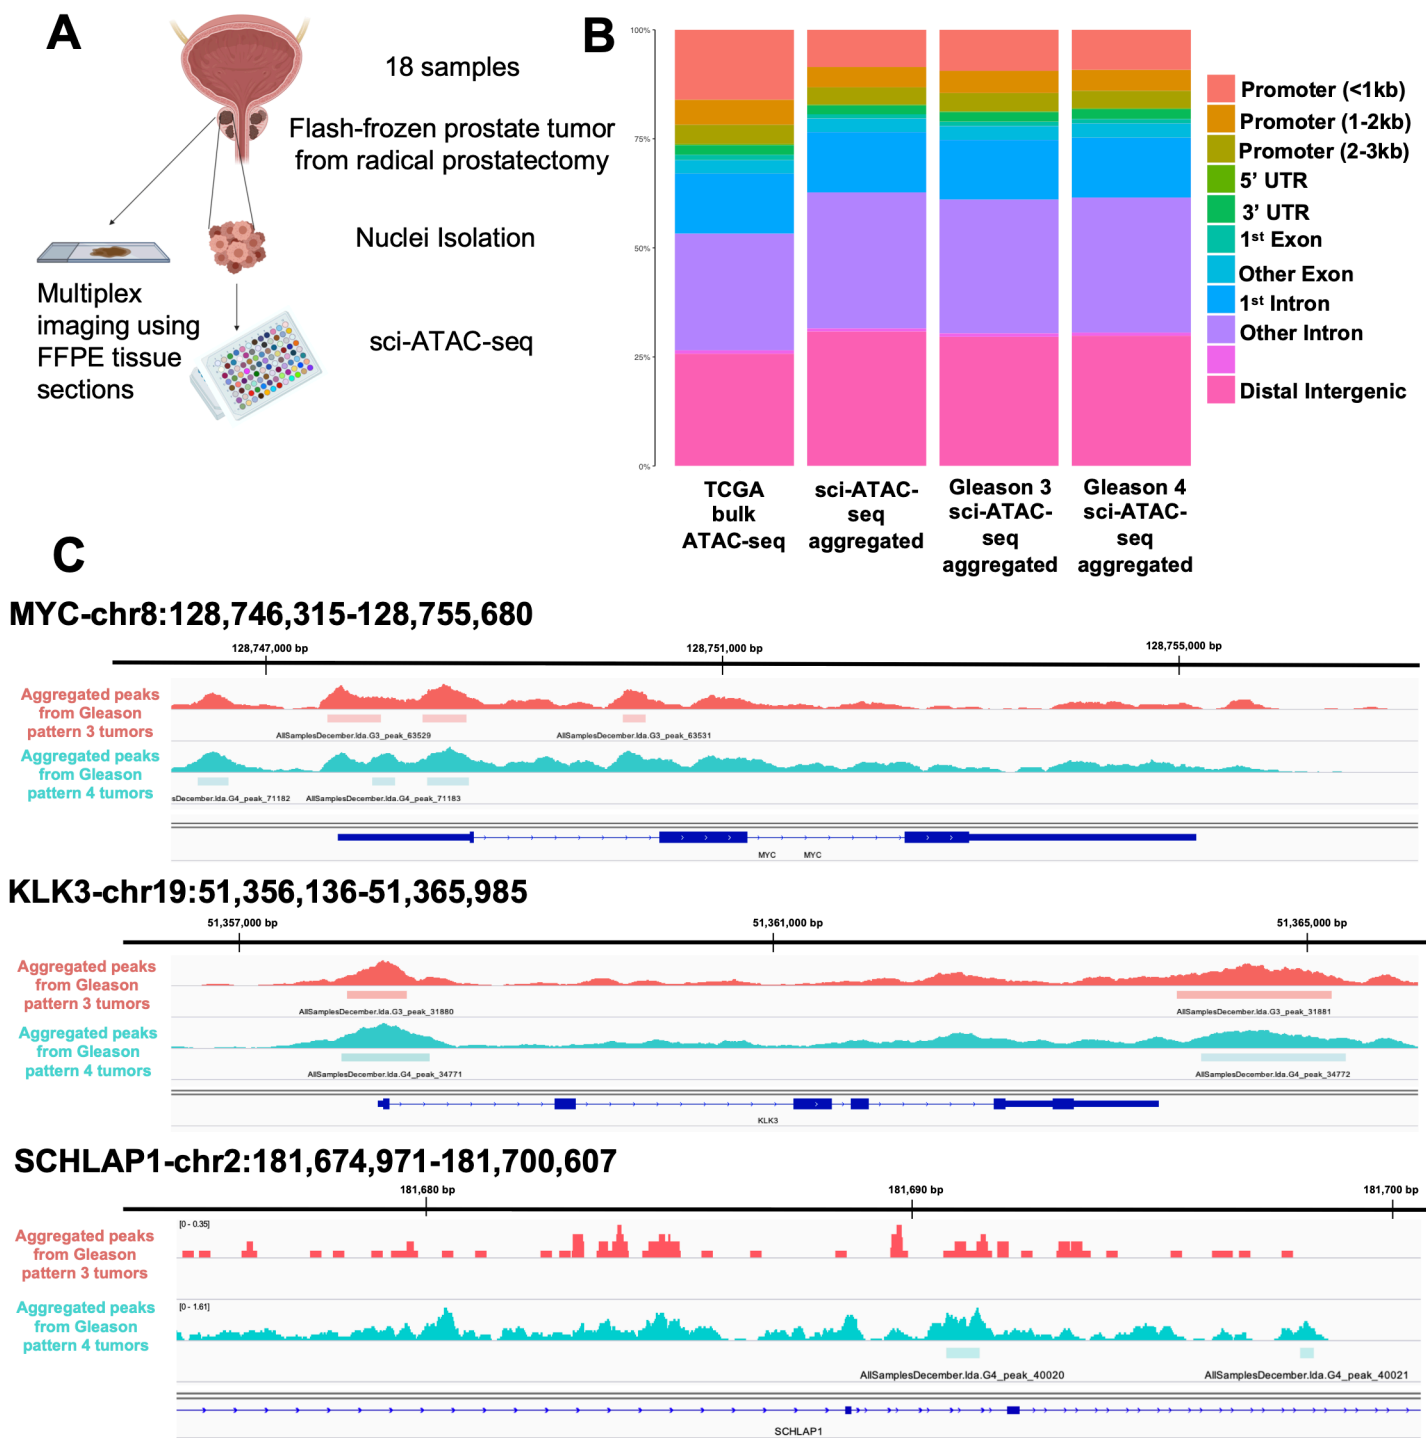 A
18 samples
Flash-frozen prostate tumor
from radical prostatectomy
Nuclei Isolation
Multiplex
imaging using
FFPE tissue
sections
sci-ATAC-seq
B
100%
75%
50%
25%
0%
TCGA
bulk
ATAC-seq
sci-ATAC-
seq
aggregated
Gleason 3
sci-ATAC-
seq
aggregated
Gleason 4
sci-ATAC-
seq
aggregated
Promoter (<1kb)
Promoter (1-2kb)
Promoter (2-3kb)
5’ UTR
3’ UTR
1st Exon
Other Exon
1st Intron
Other Intron
Distal Intergenic
C
MYC-chr8:128,746,315-128,755,680
128,747,000 bp 128,751,000 bp 128,755,000 bp
Aggregated peaks
from Gleason
pattern 3 tumors
AllSamplesDecember.lda.G3_peak_63529 AllSamplesDecember.lda.G3_peak_63531
Aggregated peaks
from Gleason
pattern 4 tumors
sDecember.lda.G4_peak_71182 AllSamplesDecember.lda.G4_peak_71183
MYC MYC
KLK3-chr19:51,356,136-51,365,985
51,357,000 bp 51,361,000 bp 51,365,000 bp
Aggregated peaks
from Gleason
pattern 3 tumors
AllSamplesDecember.lda.G3_peak_31880 AllSamplesDecember.lda.G3_peak_31881
Aggregated peaks
from Gleason
pattern 4 tumors
AllSamplesDecember.lda.G4_peak_34771 AllSamplesDecember.lda.G4_peak_34772
KLK3
SCHLAP1-chr2:181,674,971-181,700,607
181,680 bp 181,690 bp 181,700 bp
[0 - 0.35]
Aggregated peaks
from Gleason
pattern 3 tumors
[0 - 1.61]
Aggregated peaks
from Gleason
pattern 4 tumors
AllSamplesDecember.lda.G4_peak_40020 AllSamplesDecember.lda.G4_peak_40021
SCHLAP1